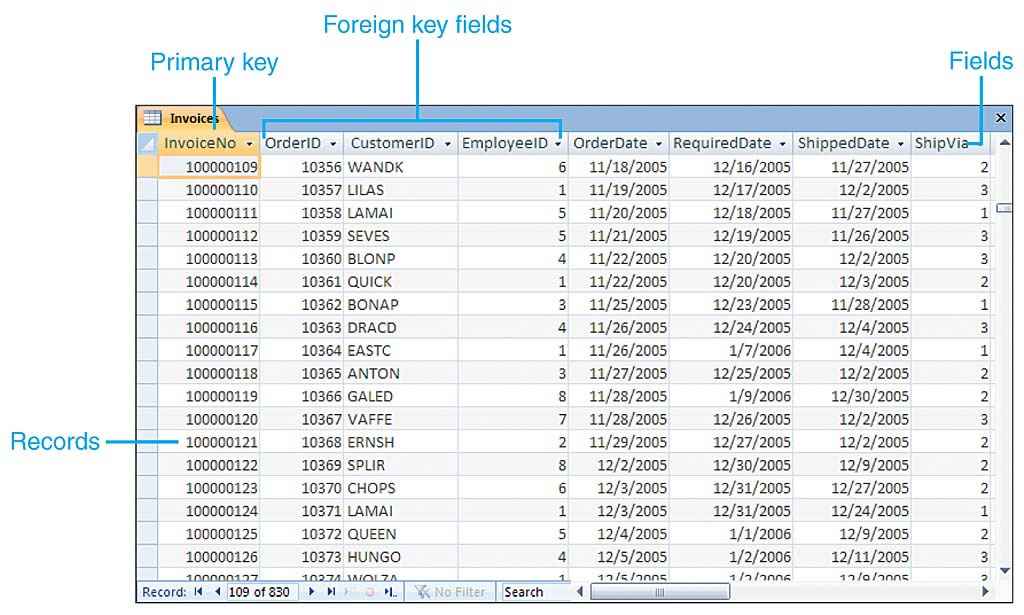 Foreign key fields
Primary key
Fields
Invoices
InvoiceNo OrderID CustomerID EmployeeID OrderDate RequiredDate ShippedDate ShipVia
100000109 10356 WANDK 6 11/18/2005 12/16/2005 11/27/2005 2
100000110 10357 LILAS 1 11/19/2005 12/17/2005 12/2/2005 3
100000111 10358 LAMAI 5 11/20/2005 12/18/2005 11/27/2005 1
100000112 10359 SEVES 5 11/21/2005 12/19/2005 11/26/2005 3
100000113 10360 BLONP 4 11/22/2005 12/20/2005 12/2/2005 3
100000114 10361 QUICK 1 11/22/2005 12/20/2005 12/3/2005 2
100000115 10362 BONAP 3 11/25/2005 12/23/2005 11/28/2005 1
100000116 10363 DRACD 4 11/26/2005 12/24/2005 12/4/2005 3
100000117 10364 EASTC 1 11/26/2005 1/7/2006 12/4/2005 1
100000118 10365 ANTON 3 11/27/2005 12/25/2005 12/2/2005 2
100000119 10366 GALED 8 11/28/2005 1/9/2006 12/30/2005 2
100000120 10367 VAFFE 7 11/28/2005 12/26/2005 12/2/2005 3
Records 100000121 10368 ERNSH 2 11/29/2005 12/27/2005 12/2/2005 2
100000122 10369 SPLIR 8 12/2/2005 12/30/2005 12/9/2005 2
100000123 10370 CHOPS 6 12/3/2005 12/31/2005 12/27/2005 2
100000124 10371 LAMAI 1 12/3/2005 12/31/2005 12/24/2005 1
100000125 10372 QUEEN 5 12/4/2005 1/1/2006 12/9/2005 2
100000126 10373 HUNGO 4 12/5/2005 1/2/2006 12/11/2005 3
100000127 10374 WOLZA 1 12/5/2005 1/2/2006 12/9/2005 3
Record: 109 of 830 No Filter Search